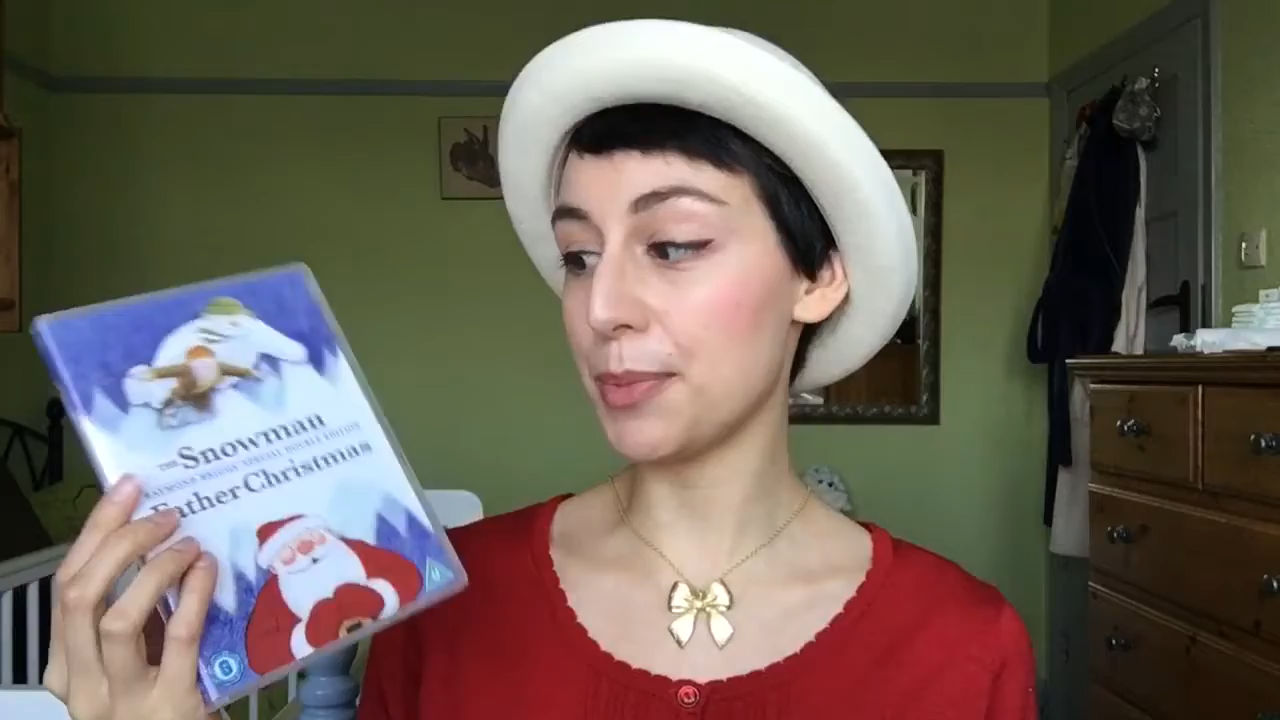 THE Snowman
RAYMOND BRIGGS' SPECIAL DOUBLE EDITION
Father Christmas
U